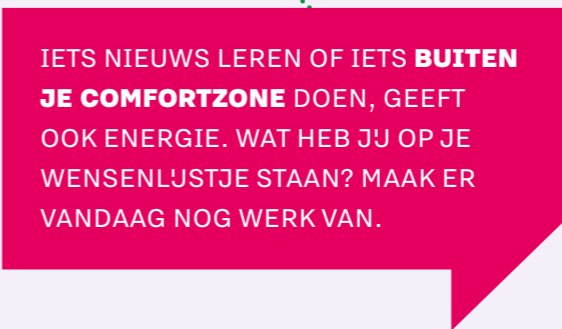 IETS NIEUWS LEREN OF IETS BUITEN
JE COMFORTZONE DOEN, GEEFT
OOK ENERGIE. WAT HEB JIJ OP JE
WENSENLIJSTJE STAAN? MAAK ER
VANDAAG NOG WERK VAN.